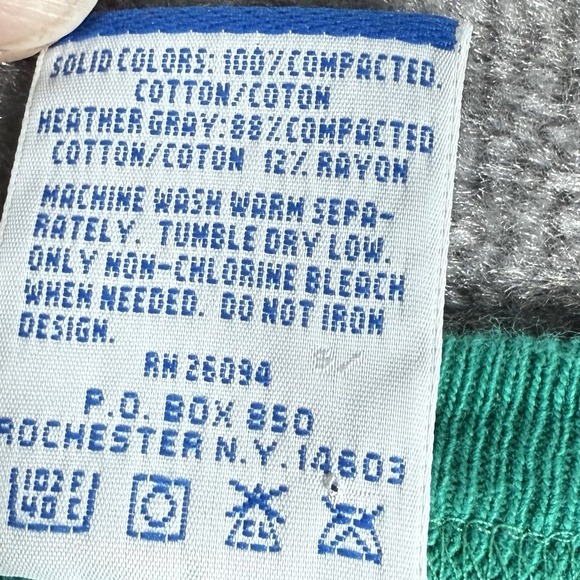 SOLID COLORS: 100% COMPACTED.
COTTON/COTON
HEATHER GRAY: 88% COMPACTED
COTTON/COTON 12% RAYON
MACHINE WASH WARM SEPA-
RATELY. TUMBLE DRY LOW.
ONLY NON-CHLORINE BLEACH
WHEN NEEDED. DO NOT IRON
DESIGN.
RN 26094
P.O. BOX 850
ROCHESTER N.Y. 14603
102 F
40 C
CL